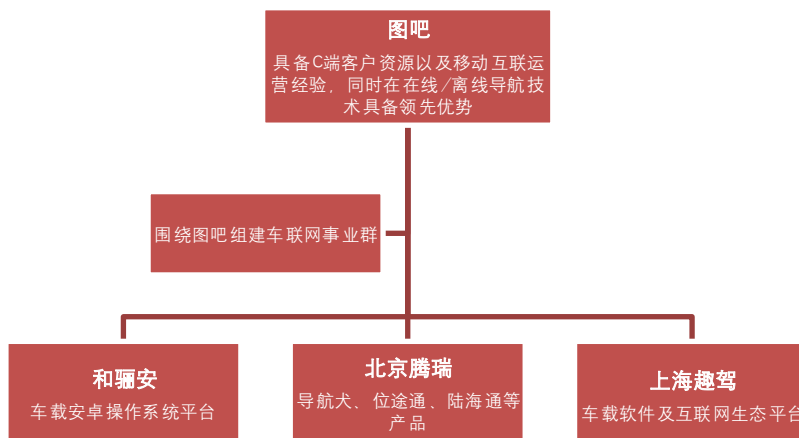 图吧
具备C端客户资源以及移动互联运
营经验，同时在在线/离线导航技
术具备领先优势
围绕图吧组建车联网事业群
和骊安
车载安卓操作系统平台
北京腾瑞
导航犬、位途通、陆海通等
产品
上海趣驾
车载软件及互联网生态平台